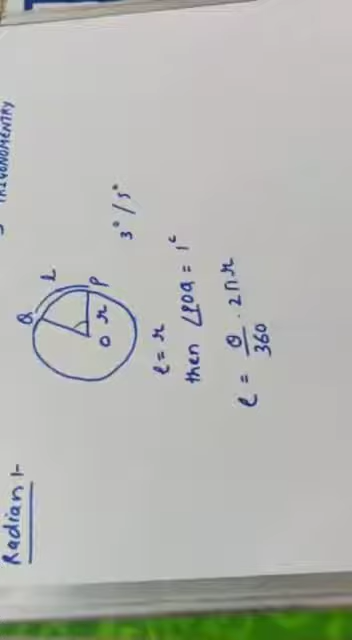 TRIGONOMETRY
Radian :-
Q
L
P
O
r
3° / 5°
l = r
then ∠POQ = 1ᶜ
l = θ/360 · 2πr